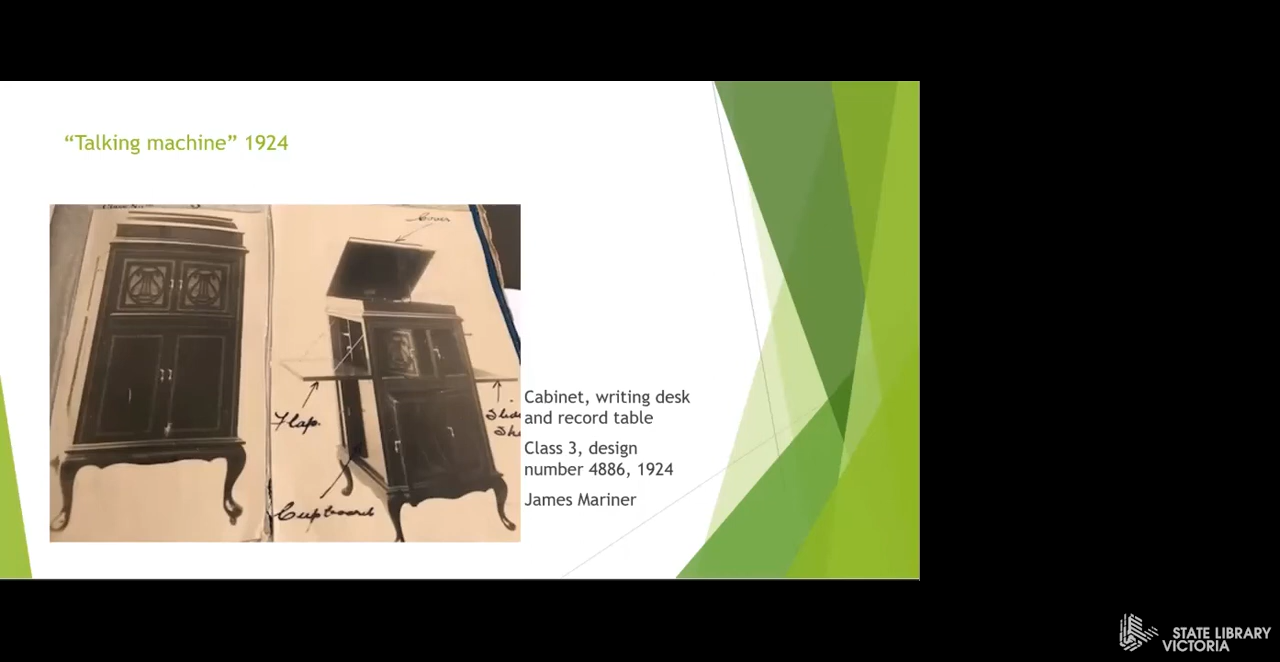 “Talking machine” 1924
Cover
Flap.
Cupboard
Cabinet, writing desk
and record table
Class 3, design
number 4886, 1924
James Mariner
STATE LIBRARY
VICTORIA